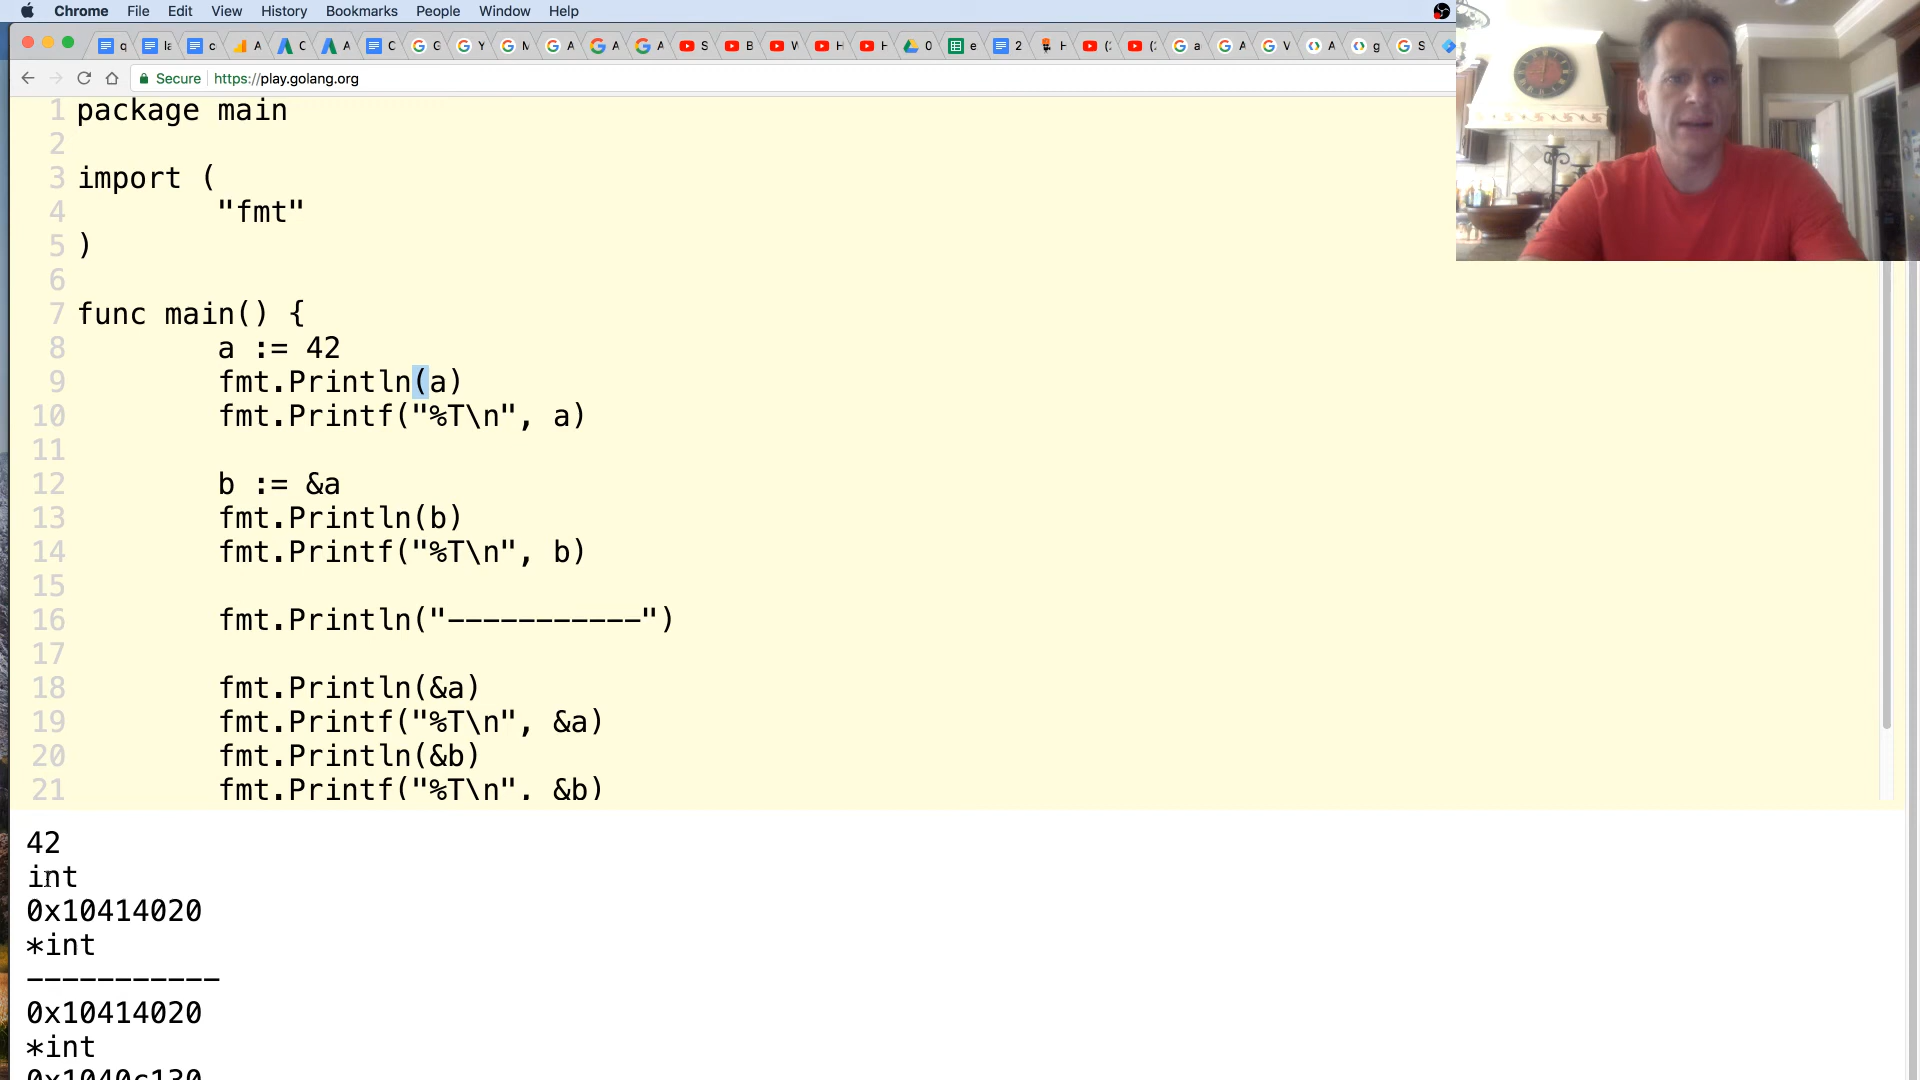 Chrome File Edit View History Bookmarks People Window Help
Secure https://play.golang.org
1 package main
2
3 import (
4 "fmt"
5 )
6
7 func main() {
8 a := 42
9 fmt.Println(a)
10 fmt.Printf("%T\n", a)
11
12 b := &a
13 fmt.Println(b)
14 fmt.Printf("%T\n", b)
15
16 fmt.Println("-----------")
17
18 fmt.Println(&a)
19 fmt.Printf("%T\n", &a)
20 fmt.Println(&b)
21 fmt.Printf("%T\n". &b)
42
int
0x10414020
*int
-----------
0x10414020
*int
0x1040c130